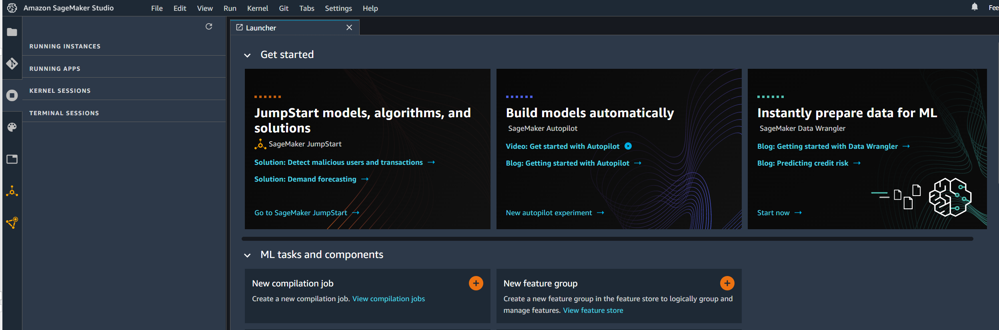 Amazon SageMaker Studio
File Edit View Run Kernel Git Tabs Settings Help
RUNNING INSTANCES
RUNNING APPS
KERNEL SESSIONS
TERMINAL SESSIONS
Launcher
Get started
JumpStart models, algorithms, and
solutions
SageMaker JumpStart
Solution: Detect malicious users and transactions
Solution: Demand forecasting
Go to SageMaker JumpStart
Build models automatically
SageMaker Autopilot
Video: Get started with Autopilot
Blog: Getting started with Autopilot
New autopilot experiment
Instantly prepare data for ML
SageMaker Data Wrangler
Blog: Getting started with Data Wrangler
Blog: Predicting credit risk
Start now
ML tasks and components
New compilation job
Create a new compilation job. View compilation jobs
New feature group
Create a new feature group in the feature store to logically group and
manage features. View feature store